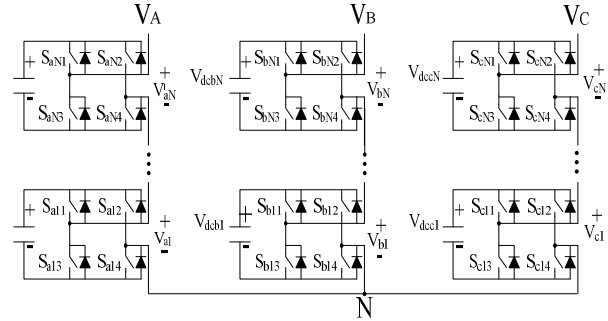 VA VB VC
+ SaN1 SaN2 + + SbN1 SbN2 + + ScN1 ScN2 +
VaN VdcbN VbN VdccN VcN
- SaN3 SaN4 - - SbN3 SbN4 - - ScN3 ScN4 -
+ Sa11 Sa12 + + Sb11 Sb12 + + Sc11 Sc12 +
Va1 Vdcb1 Vb1 Vdcc1 Vc1
- Sa13 Sa14 - - Sb13 Sb14 - - Sc13 Sc14 -
N